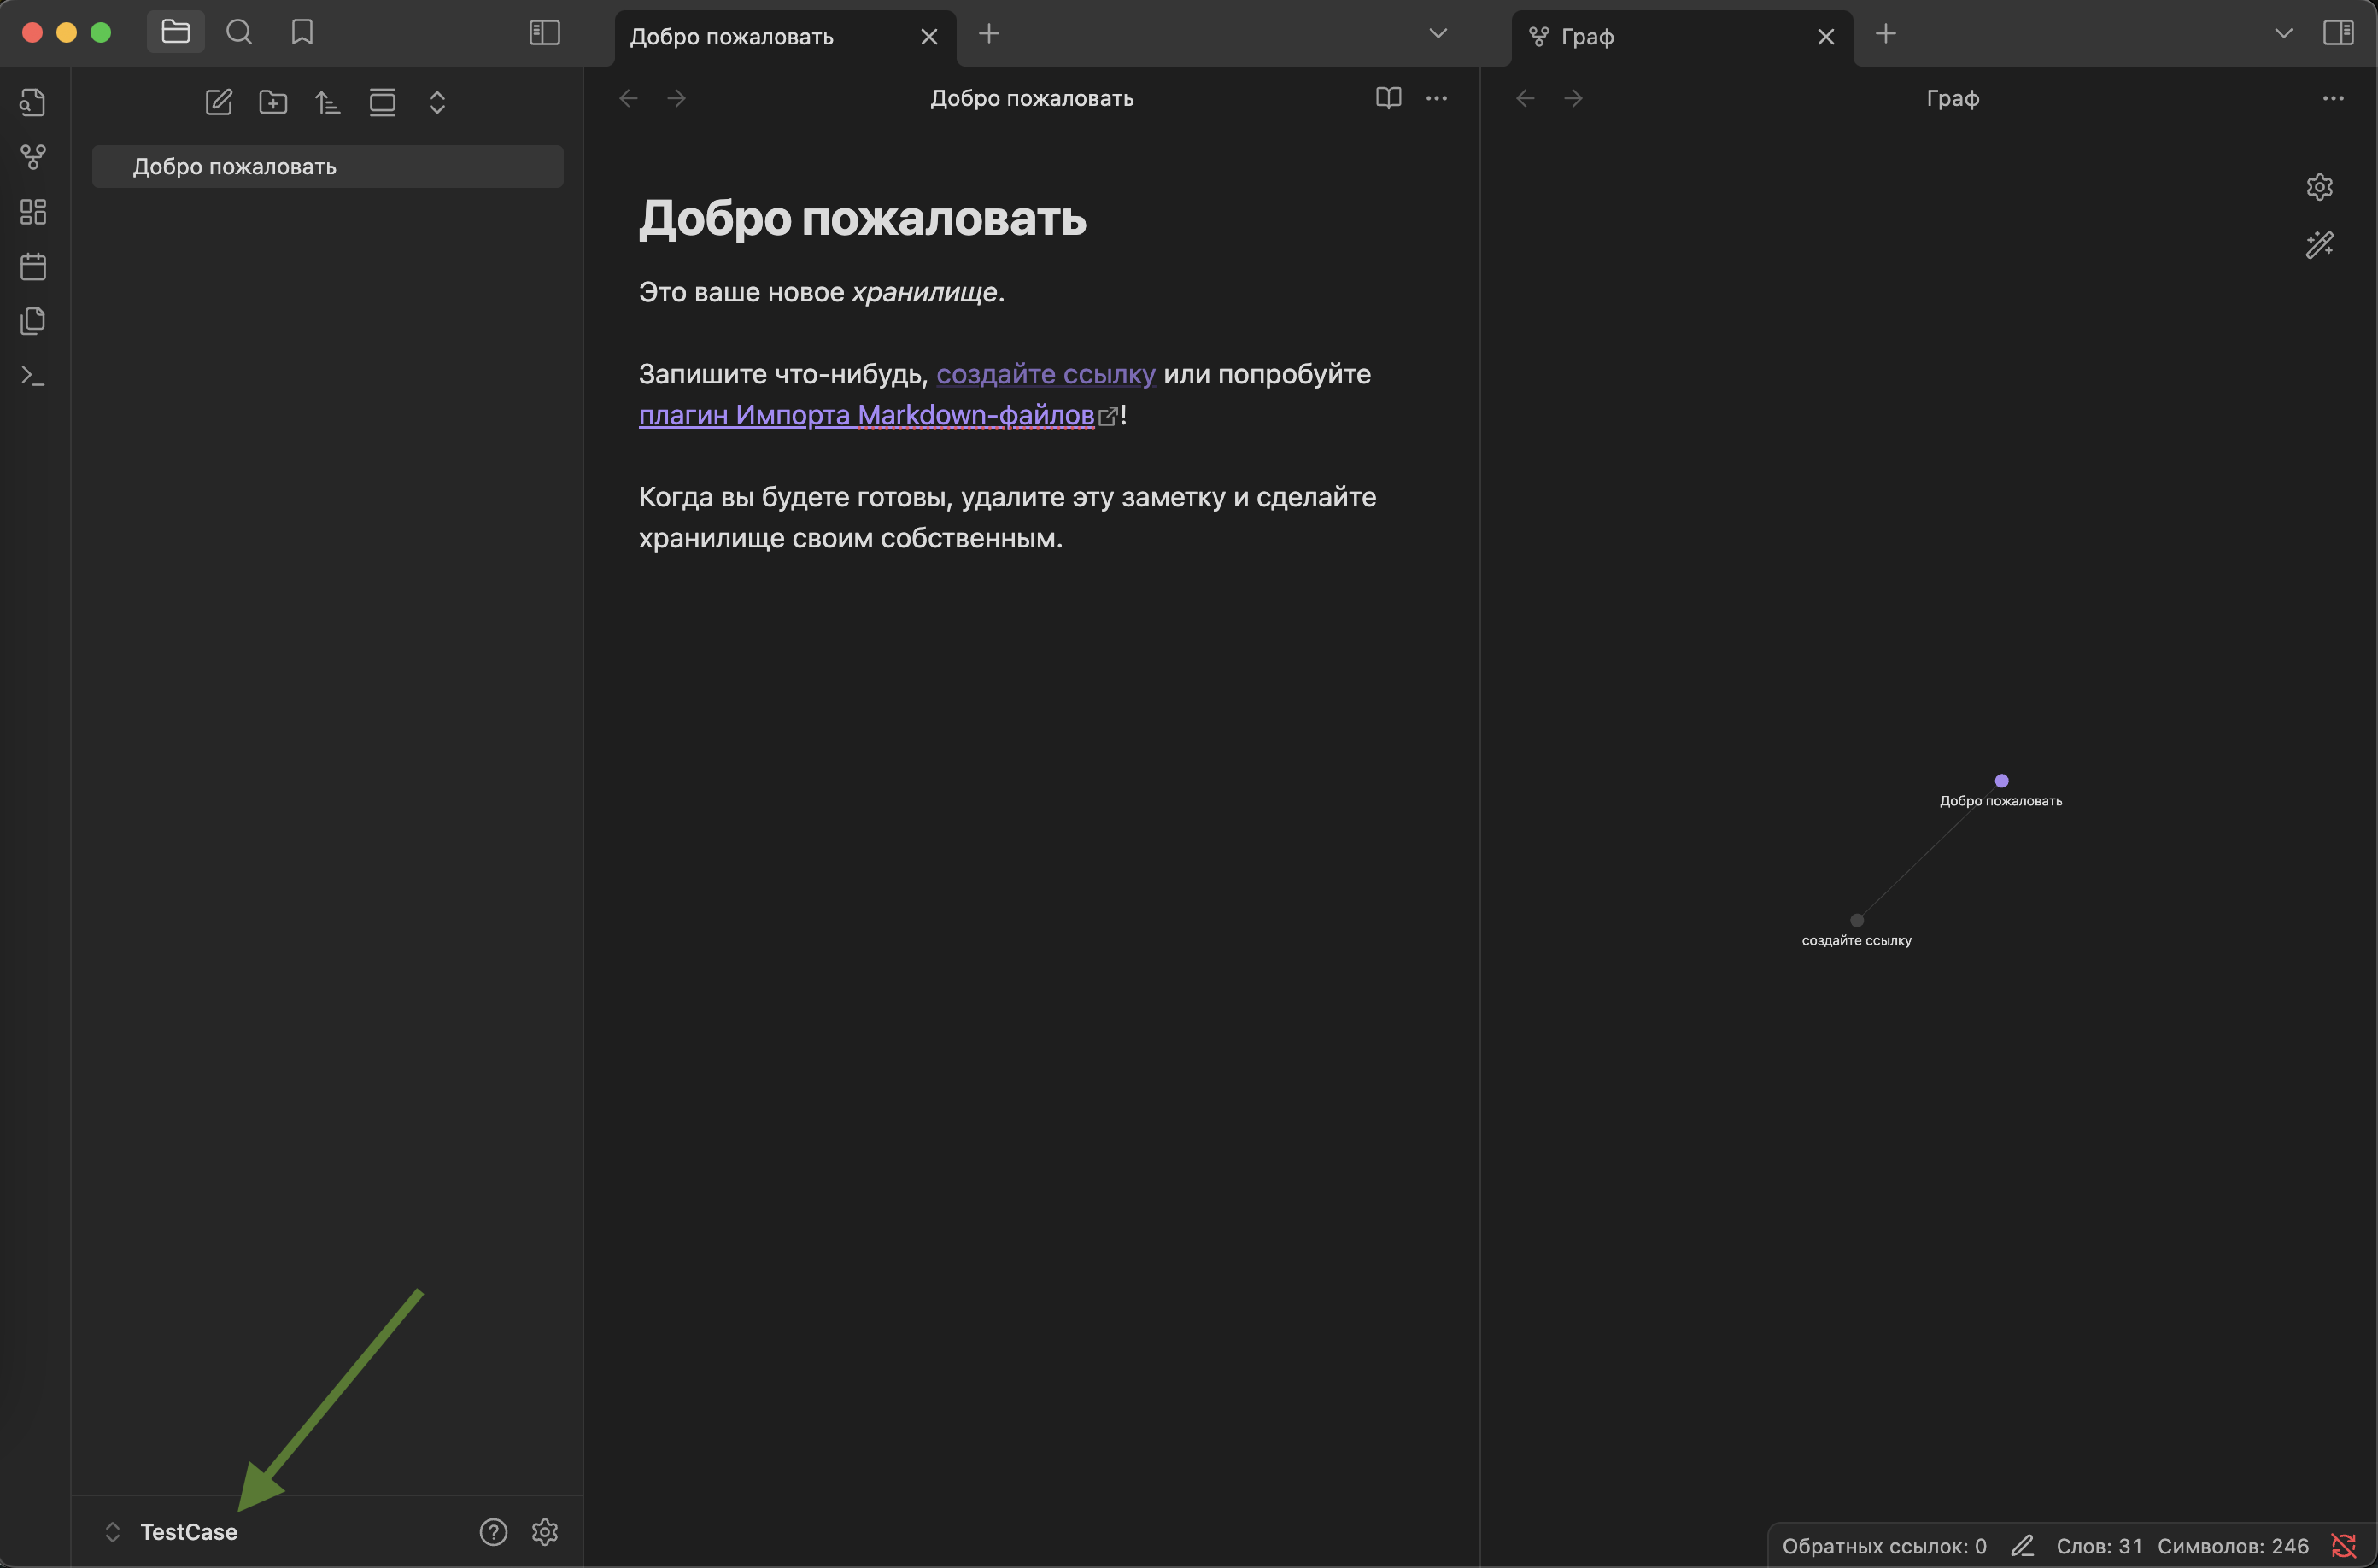 Добро пожаловать
Граф
Добро пожаловать
Граф
Добро пожаловать
Добро пожаловать
Это ваше новое хранилище.
Запишите что-нибудь, создайте ссылку или попробуйте
плагин Импорта Markdown-файлов!
Когда вы будете готовы, удалите эту заметку и сделайте
хранилище своим собственным.
Добро пожаловать
создайте ссылку
TestCase
Обратных ссылок: 0 Слов: 31 Символов: 246